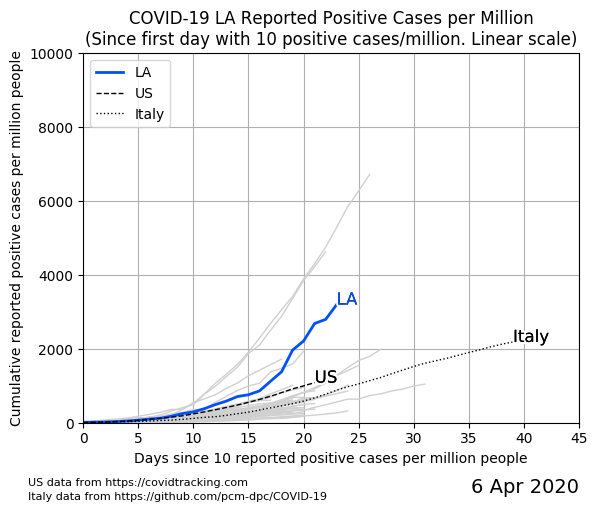 COVID-19 LA Reported Positive Cases per Million
(Since first day with 10 positive cases/million. Linear scale)
Cumulative reported positive cases per million people
10000
8000
6000
4000
2000
0
LA
US
Italy
LA
Italy
US
0 5 10 15 20 25 30 35 40 45
Days since 10 reported positive cases per million people
US data from https://covidtracking.com
Italy data from https://github.com/pcm-dpc/COVID-19
6 Apr 2020